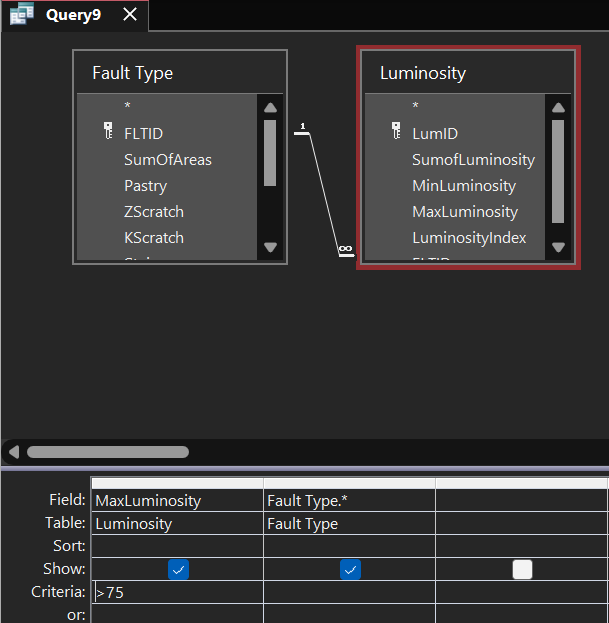 Query9
Fault Type
*
FLTID
SumOfAreas
Pastry
ZScratch
KScratch
1
∞
Luminosity
*
LumID
SumofLuminosity
MinLuminosity
MaxLuminosity
LuminosityIndex
Field: MaxLuminosity Fault Type.*
Table: Luminosity Fault Type
Sort:
Show:
Criteria: >75
or: